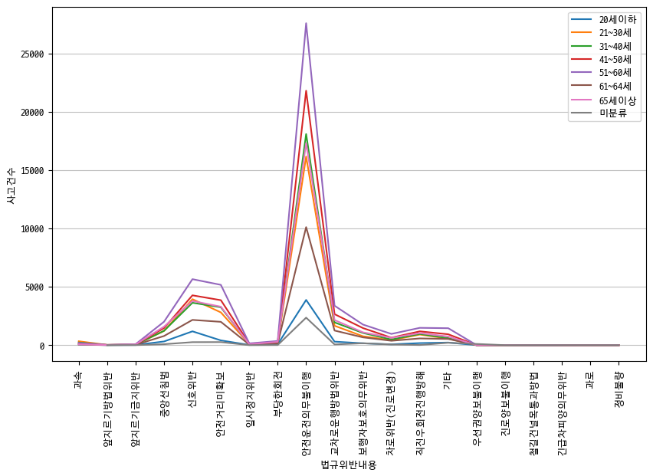 20세이하
21~30세
31~40세
41~50세
51~60세
61~64세
65세이상
미분류
25000
20000
15000
10000
5000
0
사고건수
과속
앞지르기방법위반
앞지르기금지위반
중앙선침범
신호위반
안전거리미확보
일시정지위반
부당한회전
안전운전의무불이행
교차로운행방법위반
보행자보호의무위반
차로위반(진로변경)
직진우회전진행방해
기타
우선권양보불이행
진로양보불이행
철길건널목통과방법
긴급차피양의무위반
과로
정비불량
법규위반내용